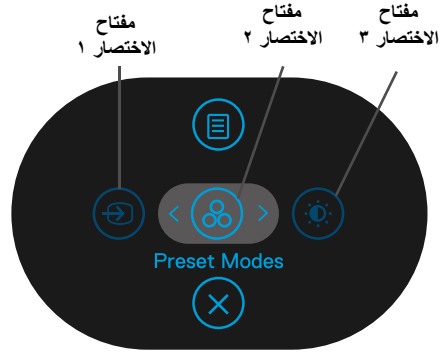 مفتاح
الاختصار ٣
مفتاح
الاختصار ٢
مفتاح
الاختصار ١
Preset Modes